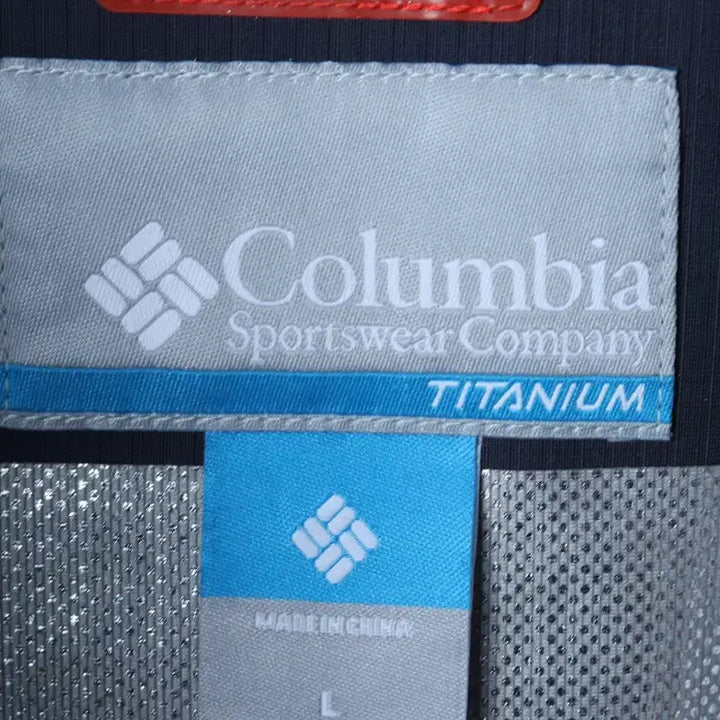 Columbia
Sportswear Company
TITANIUM
MADE IN CHINA
L